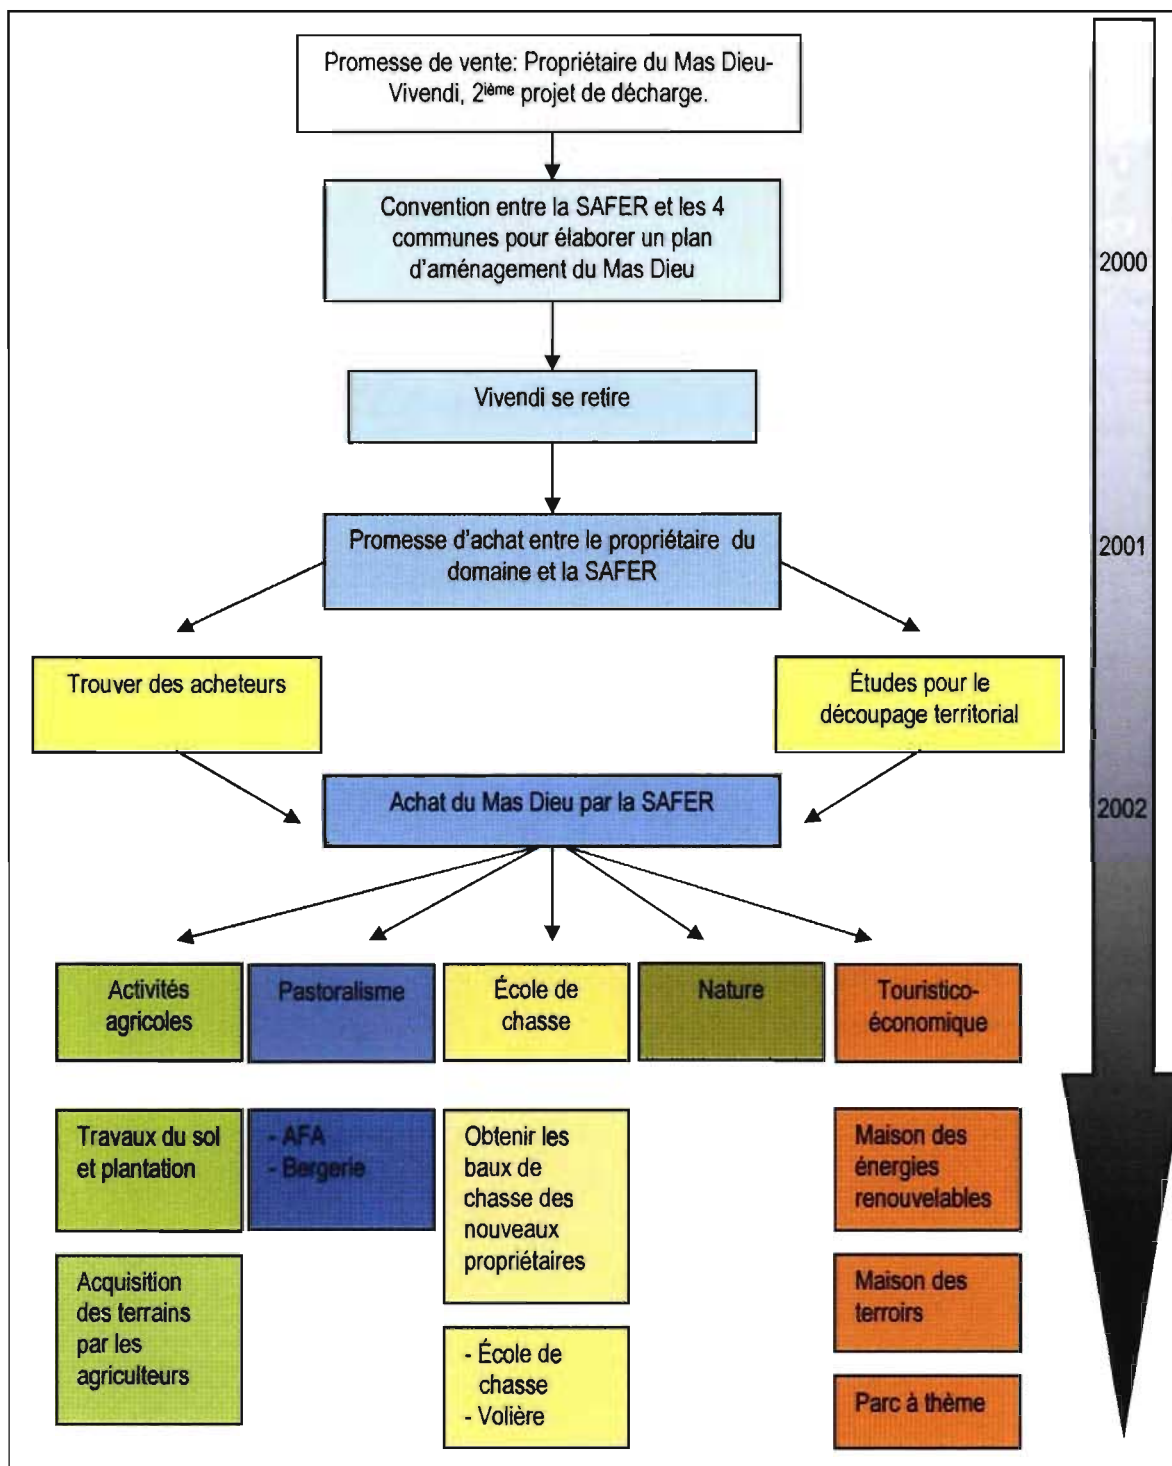 Promesse de vente: Propriétaire du Mas Dieu-
Vivendi, 2ième projet de décharge.
Convention entre la SAFER et les 4
communes pour élaborer un plan
d'aménagement du Mas Dieu
2000
Vivendi se retire
Promesse d'achat entre le propriétaire du
domaine et la SAFER
2001
Trouver des acheteurs
Études pour le
découpage territorial
Achat du Mas Dieu par la SAFER
2002
Activités
agricoles
Pastoralisme
École de
chasse
Nature
Touristico-
économique
Travaux du sol
et plantation
- AFA
- Bergerie
Obtenir les
baux de
chasse des
nouveaux
propriétaires
Maison des
énergies
renouvelables
Acquisition
des terrains
par les
agriculteurs
Maison des
terroirs
- École de
chasse
- Volière
Parc à thème